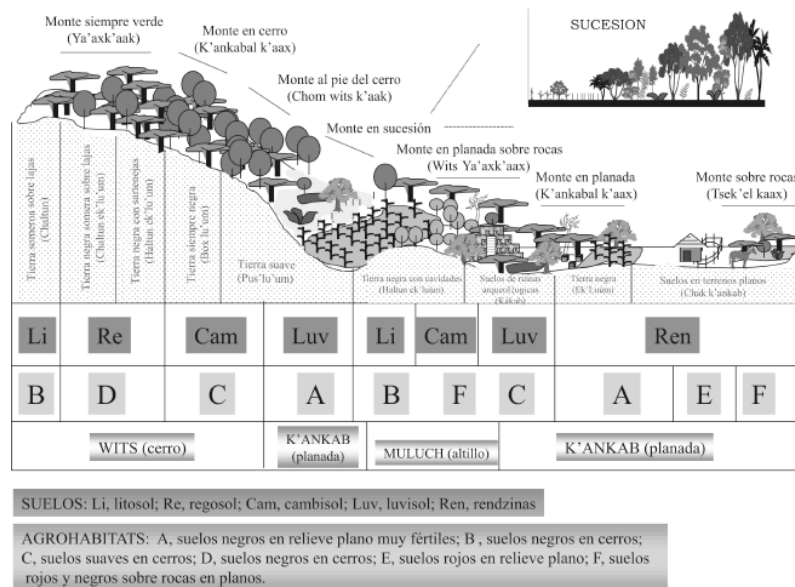 SUCESION
Monte siempre verde
(Ya'axk'aak)
Monte en cerro
(K'ankabal k'aax)
Monte al pie del cerro
(Chom wits k'aak)
Monte en sucesión
Monte en planada sobre rocas
(Wits Ya'axk'aax)
Monte en planada
(K'ankabal k'aax)
Monte sobre rocas
(Tsek'el kaax)
Tierra somera sobre lajas
(Chaltun)
Tierra negra somera sobre lajas
(Chaltun ek'lu'um)
Tierra negra con sartenejas
(Haltun ek'lu'um)
Tierra siempre negra
(Box lu'um)
Tierra suave
(Pus'lu'um)
Tierra negra con cavidades
(Haltun ek'luum)
Suelos de ruinas
arqueologicas
(Kakab)
Tierra negra
(Ek'Luum)
Suelos en terrenos planos
(Chak k'ankab)
Li Re Cam Luv Li Cam Luv Ren
B D C A B F C A E F
WITS (cerro)
K'ANKAB
(planada)
MULUCH (altillo)
K'ANKAB (planada)
SUELOS: Li, litosol; Re, regosol; Cam, cambisol; Luv, luvisol; Ren, rendzinas
AGROHABITATS: A, suelos negros en relieve plano muy fértiles; B , suelos negros en cerros;
C, suelos suaves en cerros; D, suelos negros en cerros; E, suelos rojos en relieve plano; F, suelos
rojos y negros sobre rocas en planos.